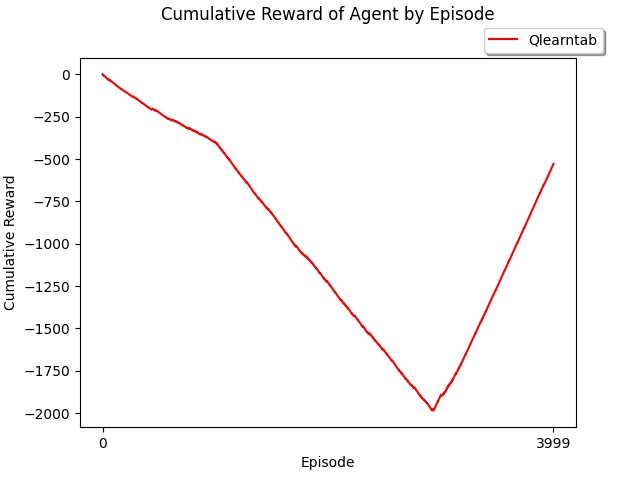 Cumulative Reward of Agent by Episode
Qlearntab
0
−250
−500
−750
−1000
−1250
−1500
−1750
−2000
Cumulative Reward
0 3999
Episode